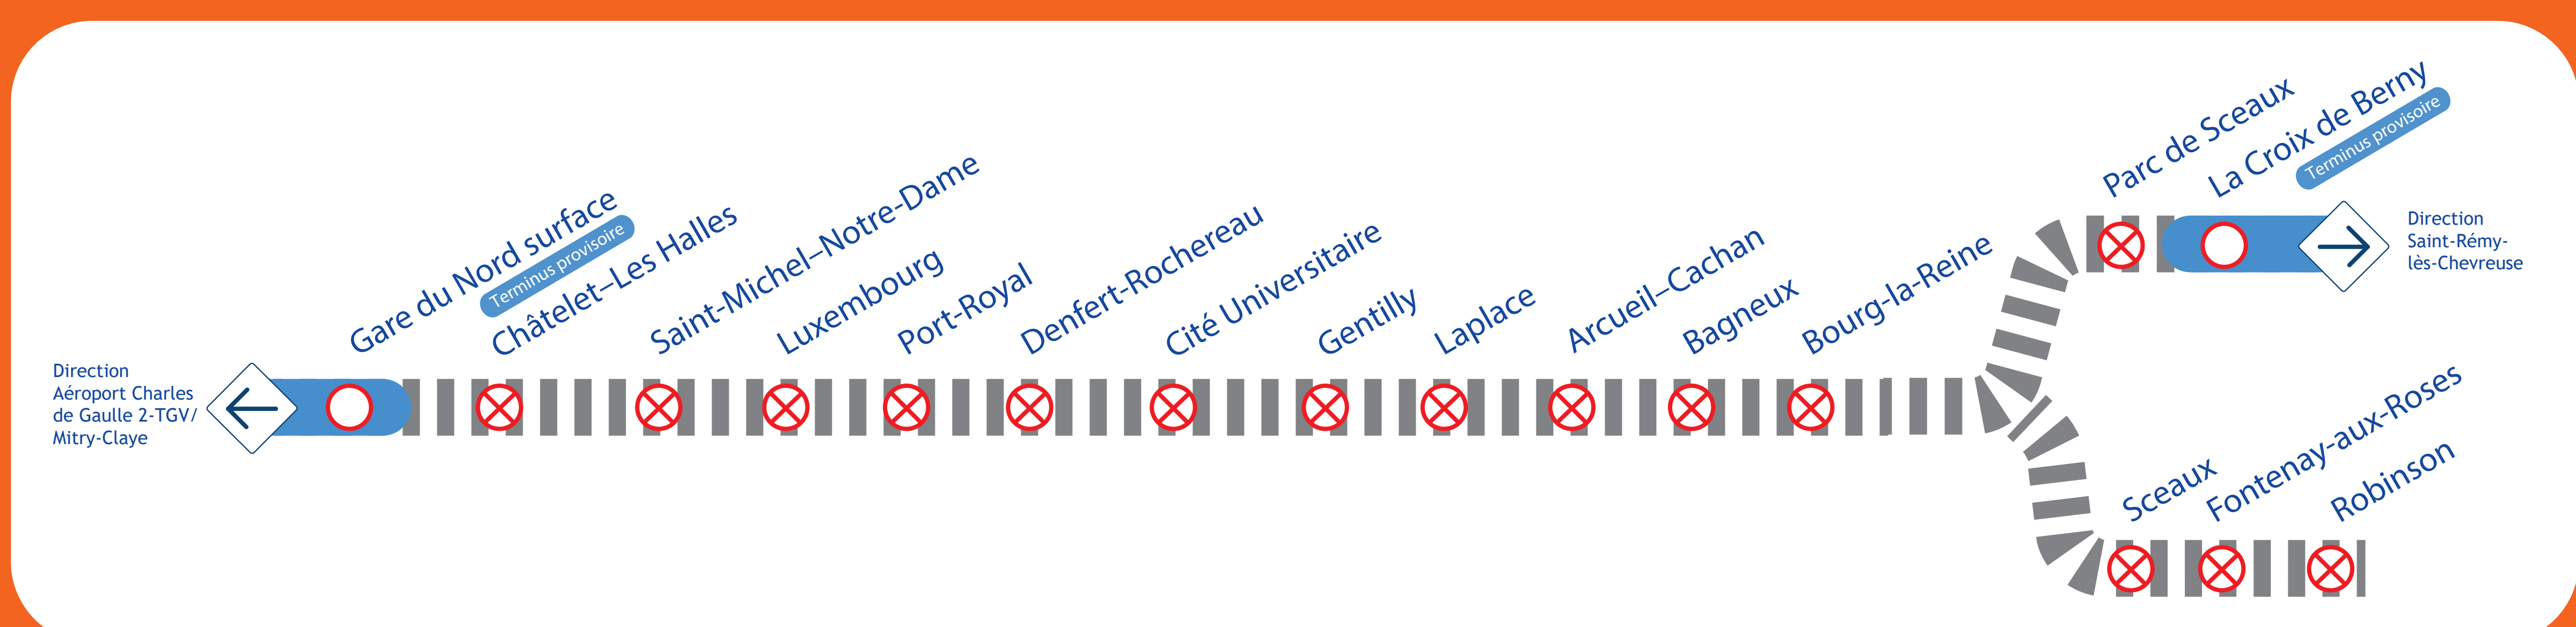 Direction
Aéroport Charles
de Gaulle 2-TGV/
Mitry-Claye
Gare du Nord surface
Terminus provisoire
Châtelet–Les Halles
Saint-Michel–Notre-Dame
Luxembourg
Port-Royal
Denfert-Rochereau
Cité Universitaire
Gentilly
Laplace
Arcueil–Cachan
Bagneux
Bourg-la-Reine
Parc de Sceaux
La Croix de Berny
Terminus provisoire
Direction
Saint-Rémy-
lès-Chevreuse
Sceaux
Fontenay-aux-Roses
Robinson